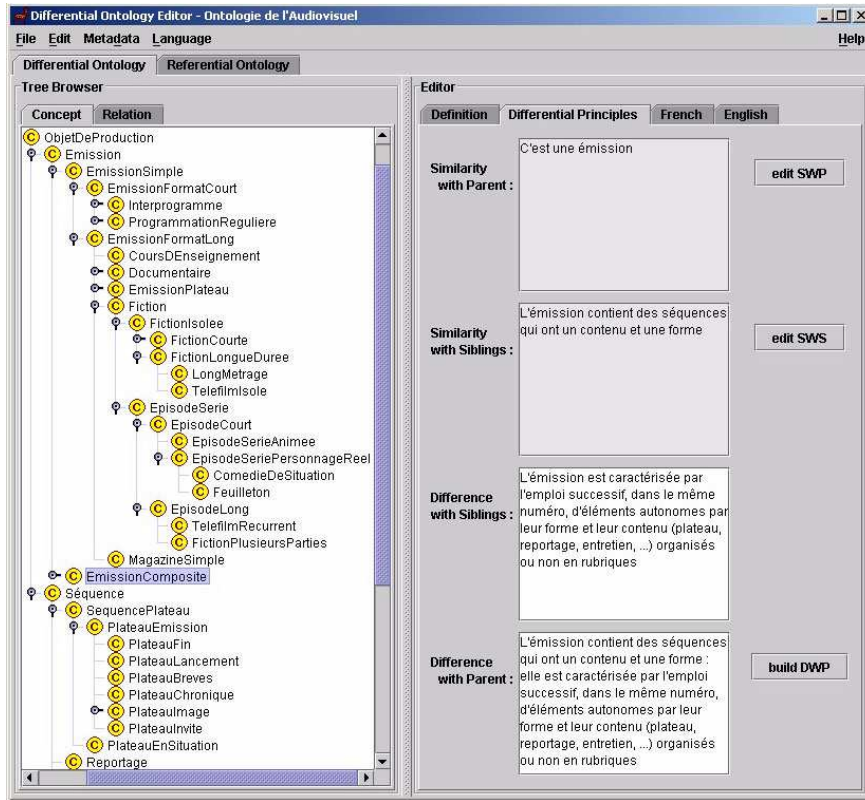 Differential Ontology Editor - Ontologie de l'Audiovisuel
File Edit Metadata Language Help
Differential Ontology Referential Ontology
Tree Browser
Concept Relation
ObjetDeProduction
Emission
EmissionSimple
EmissionFormatCourt
Interprogramme
ProgrammationReguliere
EmissionFormatLong
CoursDEnseignement
Documentaire
EmissionPlateau
Fiction
FictionIsolee
FictionCourte
FictionLongueDuree
LongMetrage
TelefilmIsole
EpisodeSerie
EpisodeCourt
EpisodeSerieAnimee
EpisodeSeriePersonnageReel
ComedieDeSituation
Feuilleton
EpisodeLong
TelefilmRecurrent
FictionPlusieursParties
MagazineSimple
EmissionComposite
Séquence
SequencePlateau
PlateauEmission
PlateauFin
PlateauLancement
PlateauBreves
PlateauChronique
PlateauImage
PlateauInvite
PlateauEnSituation
Reportage
Editor
Definition Differential Principles French English
Similarity
with Parent :
C'est une émission
edit SWP
Similarity
with Siblings :
L'émission contient des séquences
qui ont un contenu et une forme
edit SWS
Difference
with Siblings :
L'émission est caractérisée par
l'emploi successif, dans le même
numéro, d'éléments autonomes par
leur forme et leur contenu (plateau,
reportage, entretien, ...) organisés
ou non en rubriques
Difference
with Parent :
L'émission contient des séquences
qui ont un contenu et une forme :
elle est caractérisée par l'emploi
successif, dans le même numéro,
d'éléments autonomes par leur
forme et leur contenu (plateau,
reportage, entretien, ...) organisés
ou non en rubriques
build DWP